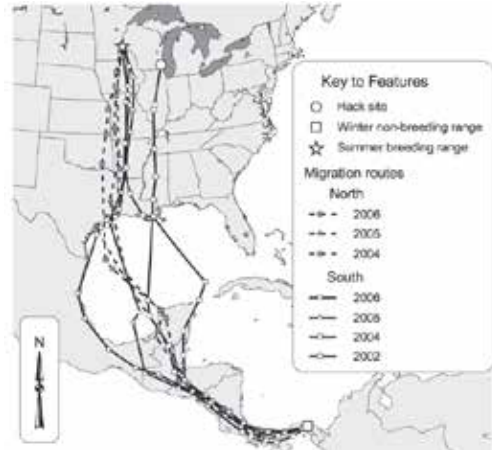 Key to Features
Hack site
Winter non-breeding range
Summer breeding range
Migration routes
North
2006
2005
2004
South
2006
2005
2004
2002
N